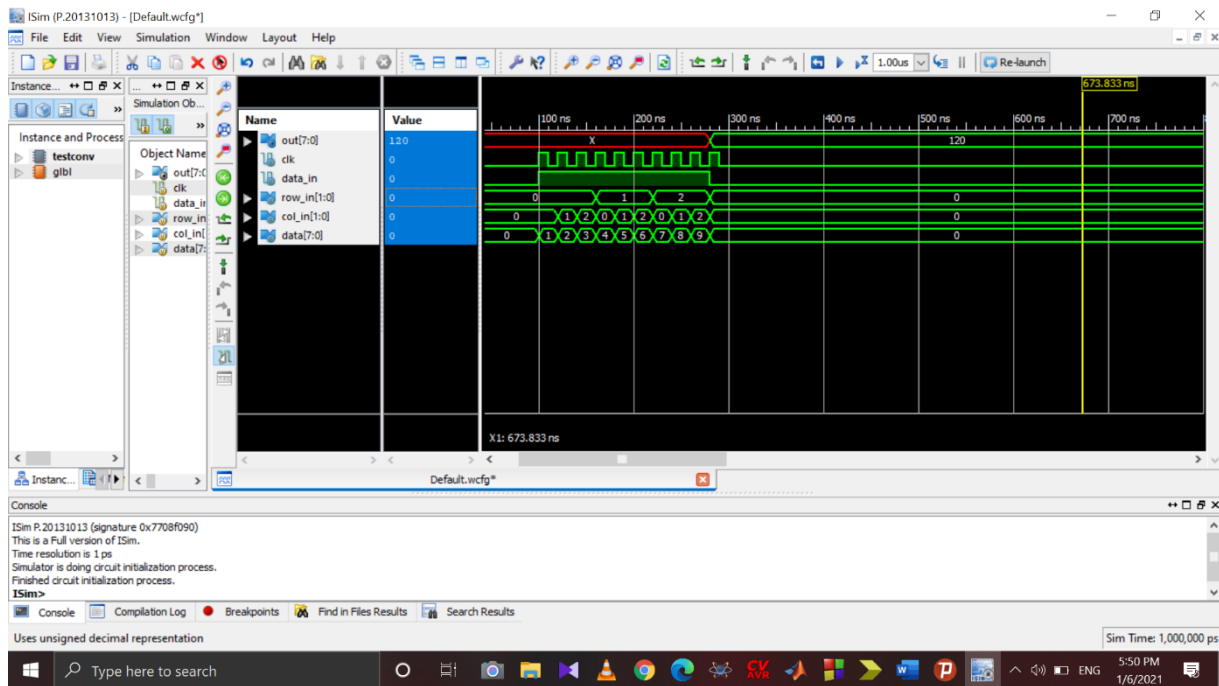 ISim (P.20131013) - [Default.wcfg*]
File Edit View Simulation Window Layout Help
1.00us Re-launch
Instance...
Instance and Process
testconv
glbl
Instanc...
...
Simulation Ob...
Object Name
out[7:0
clk
data_i
row_in
col_in[
data[7:
Name Value
out[7:0] 120
clk 0
data_in 0
row_in[1:0] 0
col_in[1:0] 0
data[7:0] 0
673.833 ns
100 ns 200 ns 300 ns 400 ns 500 ns 600 ns 700 ns
X 120
0 1 2 0
0 1 2 0 1 2 0 1 2 0
0 1 2 3 4 5 6 7 8 9 0
X1: 673.833 ns
Default.wcfg*
Console
ISim P.20131013 (signature 0x7708f090)
This is a Full version of ISim.
Time resolution is 1 ps
Simulator is doing circuit initialization process.
Finished circuit initialization process.
ISim>
Console Compilation Log Breakpoints Find in Files Results Search Results
Uses unsigned decimal representation Sim Time: 1,000,000 ps
Type here to search
CV
AVR
ENG
5:50 PM
1/6/2021